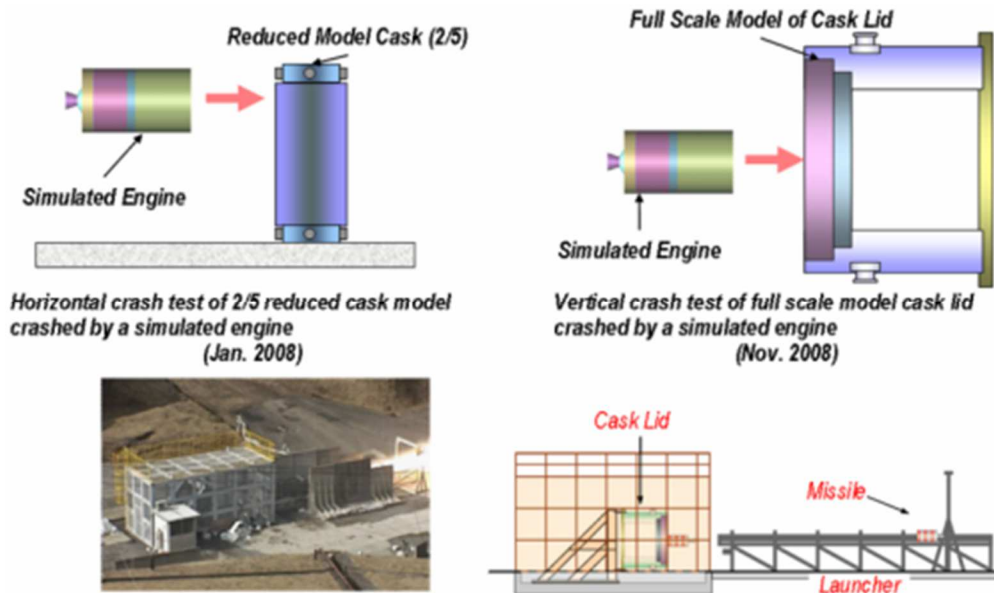 Reduced Model Cask (2/5)
Simulated Engine
Horizontal crash test of 2/5 reduced cask model
crashed by a simulated engine
(Jan. 2008)
Full Scale Model of Cask Lid
Simulated Engine
Vertical crash test of full scale model cask lid
crashed by a simulated engine
(Nov. 2008)
Cask Lid
Missile
Launcher